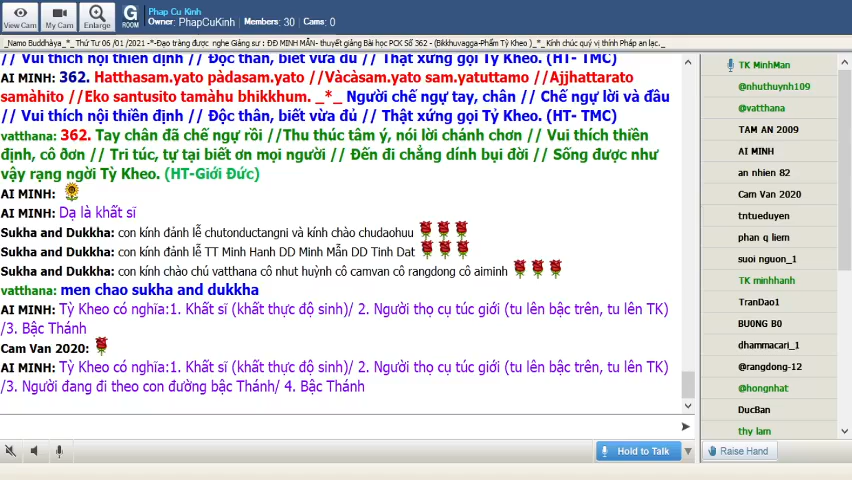 Phap Cu Kinh
Owner: PhapCuKinh | Members: 30 | Cams: 0
View Cam
My Cam
Enlarge
G
ROOM
_Namo Buddhàya_*_ Thứ Tư 06 /01 /2021 -*-Đạo tràng được nghe Giảng sư : ĐĐ MINH MẪN- thuyết giảng Bài học PCK Số 362 - (Bikkhuvagga-Phẩm Tỳ Kheo )_*_ Kính chúc quý vị thính Pháp an lạc._
// Vui thích nội thiền định // Độc thân, biết vừa đủ // Thật xứng gọi Tỷ Kheo. (HT- TMC)
AI MINH: 362. Hatthasam.yato pàdasam.yato //Vàcàsam.yato sam.yatuttamo //Ajjhattarato
samàhito //Eko santusito tamàhu bhikkhum. _*_ Người chế ngự tay, chân // Chế ngự lời và đầu
// Vui thích nội thiền định // Độc thân, biết vừa đủ // Thật xứng gọi Tỷ Kheo. (HT- TMC)
vatthana: 362. Tay chân đã chế ngự rồi //Thu thúc tâm ý, nói lời chánh chơn // Vui thích thiền
định, cô đơn // Tri túc, tự tại biết ơn mọi người // Đến đi chẳng dính bụi đời // Sống được như
vậy rạng ngời Tỳ Kheo. (HT-Giới Đức)
AI MINH:
AI MINH: Dạ là khất sĩ
Sukha and Dukkha: con kính đảnh lễ chutonductangni và kính chào chudaohuu
Sukha and Dukkha: con kính đảnh lễ TT Minh Hanh DD Minh Mẫn DD Tinh Dat
Sukha and Dukkha: con kính chào chú vatthana cô nhut huỳnh cô camvan cô rangdong cô aiminh
vatthana: men chao sukha and dukkha
AI MINH: Tỳ Kheo có nghĩa:1. Khất sĩ (khất thực độ sinh)/ 2. Người thọ cụ túc giới (tu lên bậc trên, tu lên TK)
/3. Bậc Thánh
Cam Van 2020:
AI MINH: Tỳ Kheo có nghĩa:1. Khất sĩ (khất thực độ sinh)/ 2. Người thọ cụ túc giới (tu lên bậc trên, tu lên TK)
/3. Người đang đi theo con đường bậc Thánh/ 4. Bậc Thánh
Hold to Talk
TK MinhMan
@nhuthuynh109
@vatthana
TAM AN 2009
AI MINH
an nhien 82
Cam Van 2020
tntueduyen
phan q liem
suoi nguon_1
TK minhhanh
TranDao1
BU0NG B0
dhammacari_1
@rangdong-12
@hongnhat
DucBan
thy lam
Raise Hand